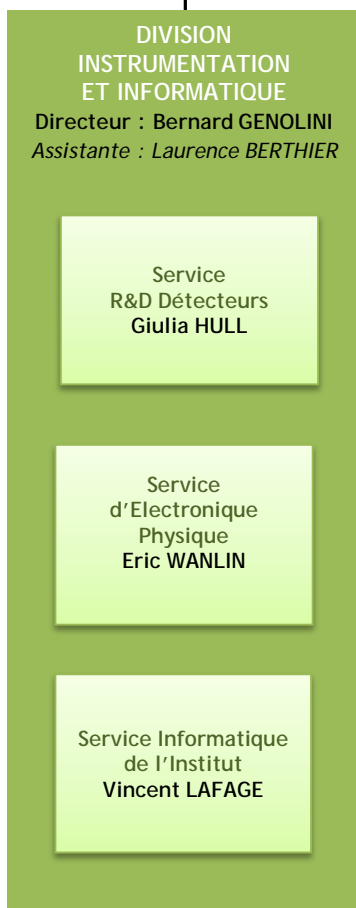 DIVISION
INSTRUMENTATION
ET INFORMATIQUE
Directeur : Bernard GENOLINI
Assistante : Laurence BERTHIER
Service
R&D Détecteurs
Giulia HULL
Service
d'Electronique
Physique
Eric WANLIN
Service Informatique
de l'Institut
Vincent LAFAGE